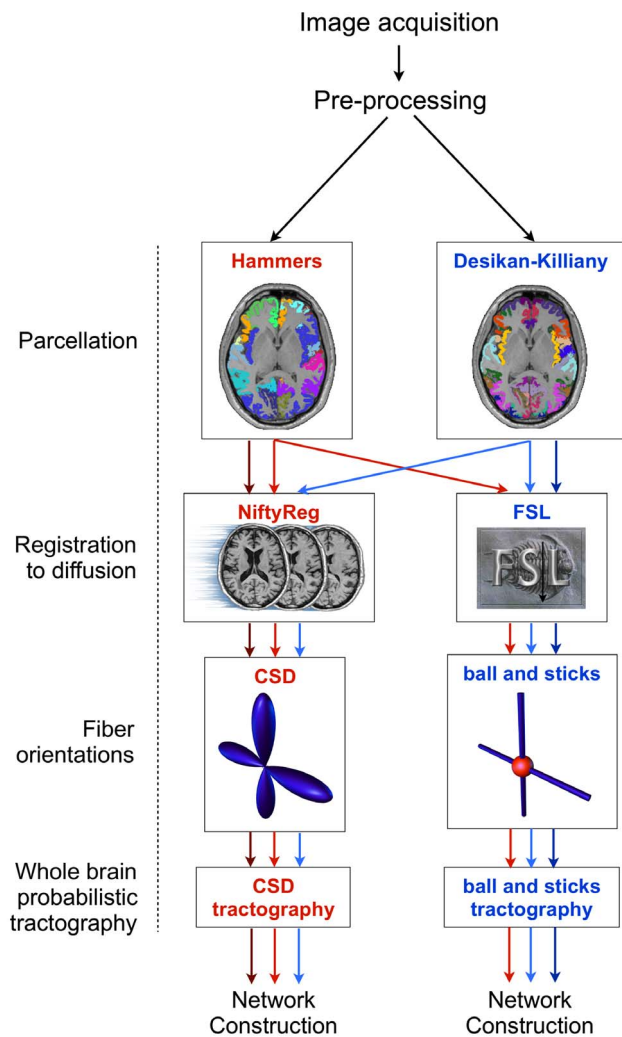 Image acquisition
Pre-processing
Hammers
Desikan-Killiany
Parcellation
NiftyReg
FSL
Registration
to diffusion
FSL
CSD
ball and sticks
Fiber
orientations
Whole brain
probabilistic
tractography
CSD
tractography
ball and sticks
tractography
Network
Construction
Network
Construction